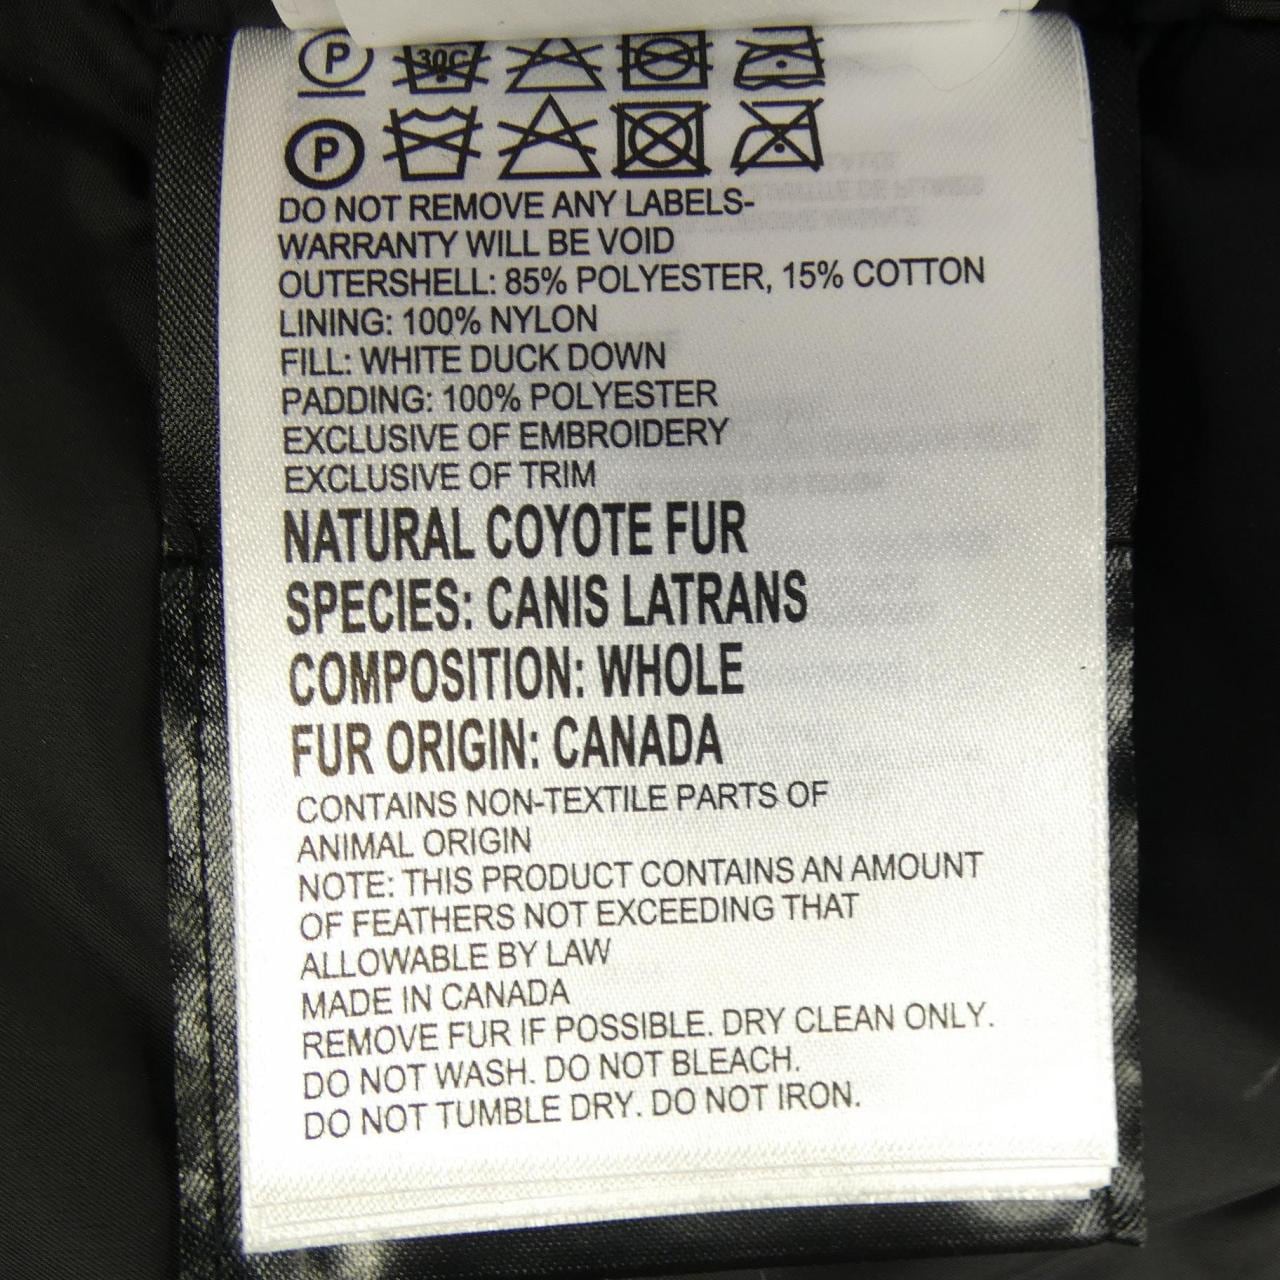 P 30C
P
DO NOT REMOVE ANY LABELS-
WARRANTY WILL BE VOID
OUTERSHELL: 85% POLYESTER, 15% COTTON
LINING: 100% NYLON
FILL: WHITE DUCK DOWN
PADDING: 100% POLYESTER
EXCLUSIVE OF EMBROIDERY
EXCLUSIVE OF TRIM
NATURAL COYOTE FUR
SPECIES: CANIS LATRANS
COMPOSITION: WHOLE
FUR ORIGIN: CANADA
CONTAINS NON-TEXTILE PARTS OF
ANIMAL ORIGIN
NOTE: THIS PRODUCT CONTAINS AN AMOUNT
OF FEATHERS NOT EXCEEDING THAT
ALLOWABLE BY LAW
MADE IN CANADA
REMOVE FUR IF POSSIBLE. DRY CLEAN ONLY.
DO NOT WASH. DO NOT BLEACH.
DO NOT TUMBLE DRY. DO NOT IRON.